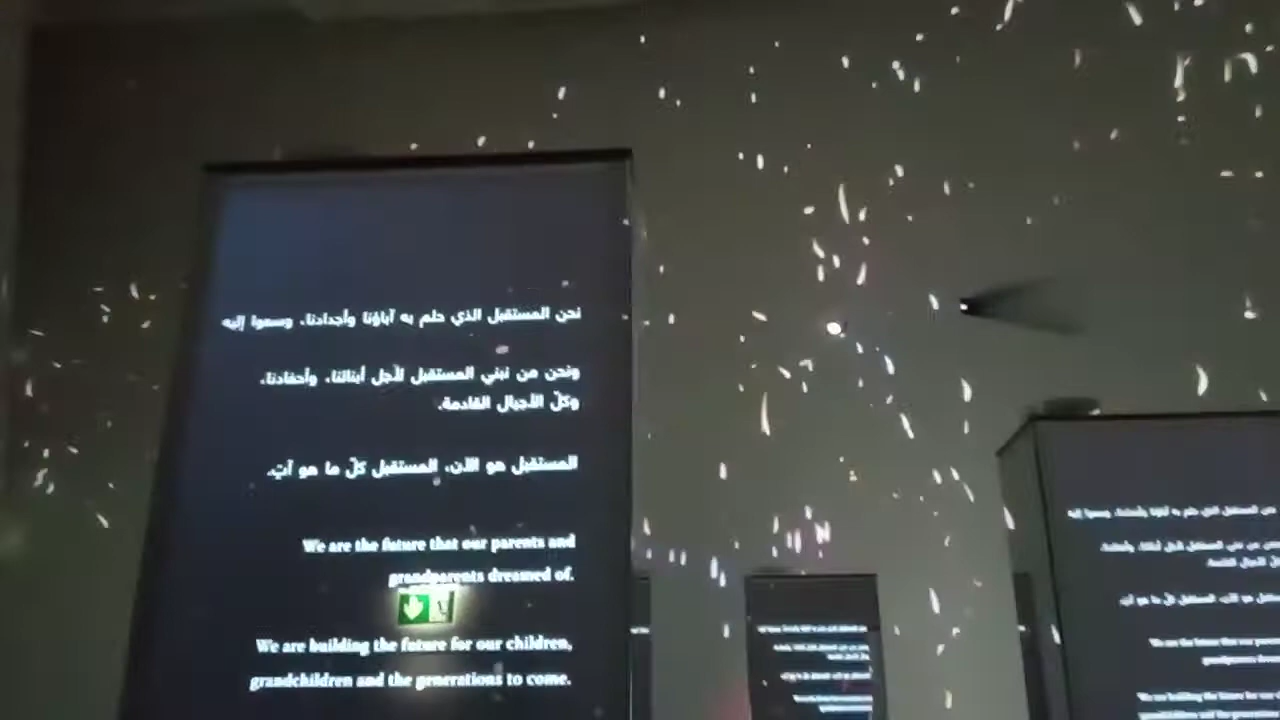 نحن المستقبل الذي حلم به آباؤنا وأجدادنا، وسعوا إليه
ونحن من نبني المستقبل لأجل أبنائنا، وأحفادنا،
وكلّ الأجيال القادمة.
المستقبل هو الآن، المستقبل كلّ ما هو آتٍ.
We are the future that our parents and
grandparents dreamed of.
We are building the future for our children,
grandchildren and the generations to come.